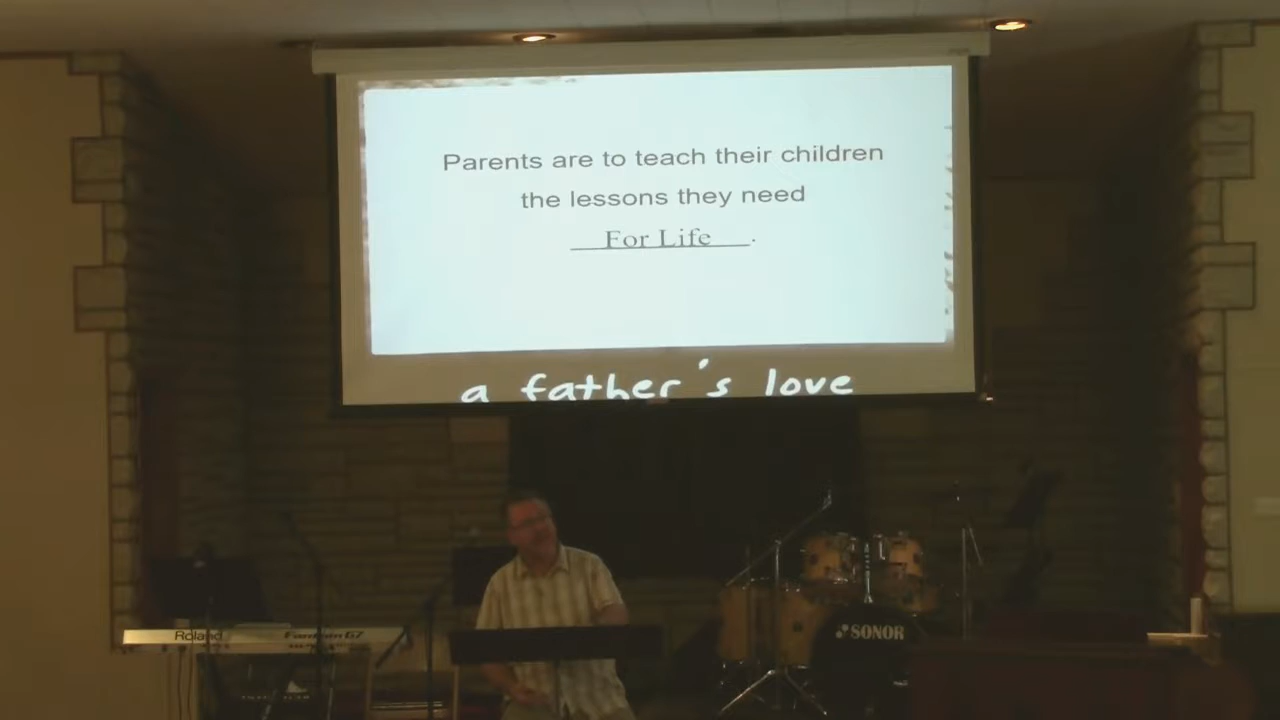 Parents are to teach their children
the lessons they need
For Life.
a father's love
Roland
Fantom G7
SONOR